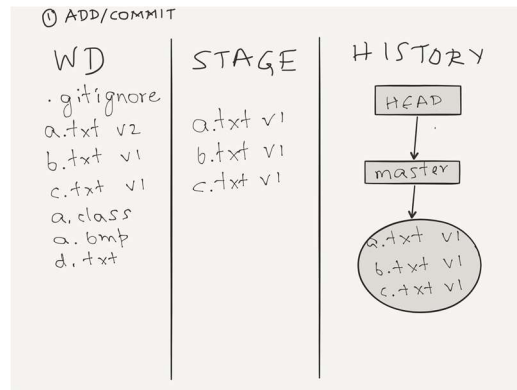 ① ADD/COMMIT
WD
.gitignore
a.txt v2
b.txt v1
c.txt v1
a.class
a.bmp
d.txt
STAGE
a.txt v1
b.txt v1
c.txt v1
HISTORY
HEAD
master
a.txt v1
b.txt v1
c.txt v1